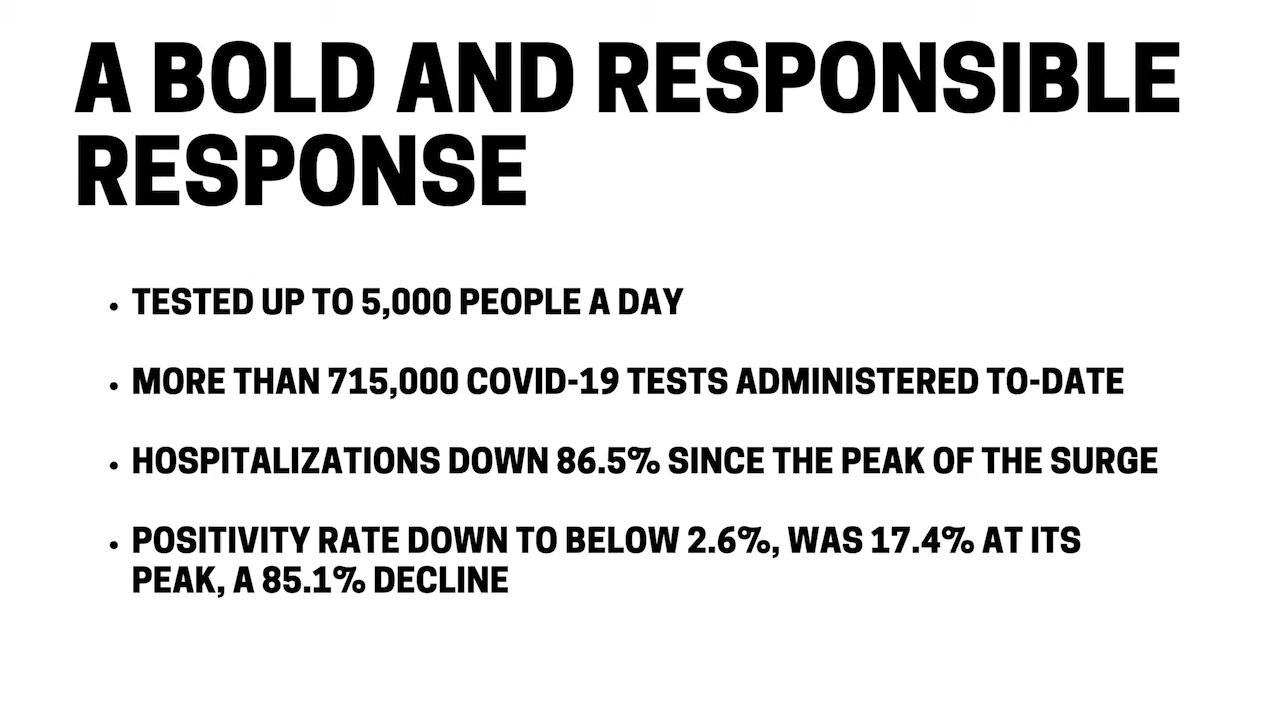 A BOLD AND RESPONSIBLE
RESPONSE
• TESTED UP TO 5,000 PEOPLE A DAY
• MORE THAN 715,000 COVID-19 TESTS ADMINISTERED TO-DATE
• HOSPITALIZATIONS DOWN 86.5% SINCE THE PEAK OF THE SURGE
• POSITIVITY RATE DOWN TO BELOW 2.6%, WAS 17.4% AT ITS
PEAK, A 85.1% DECLINE